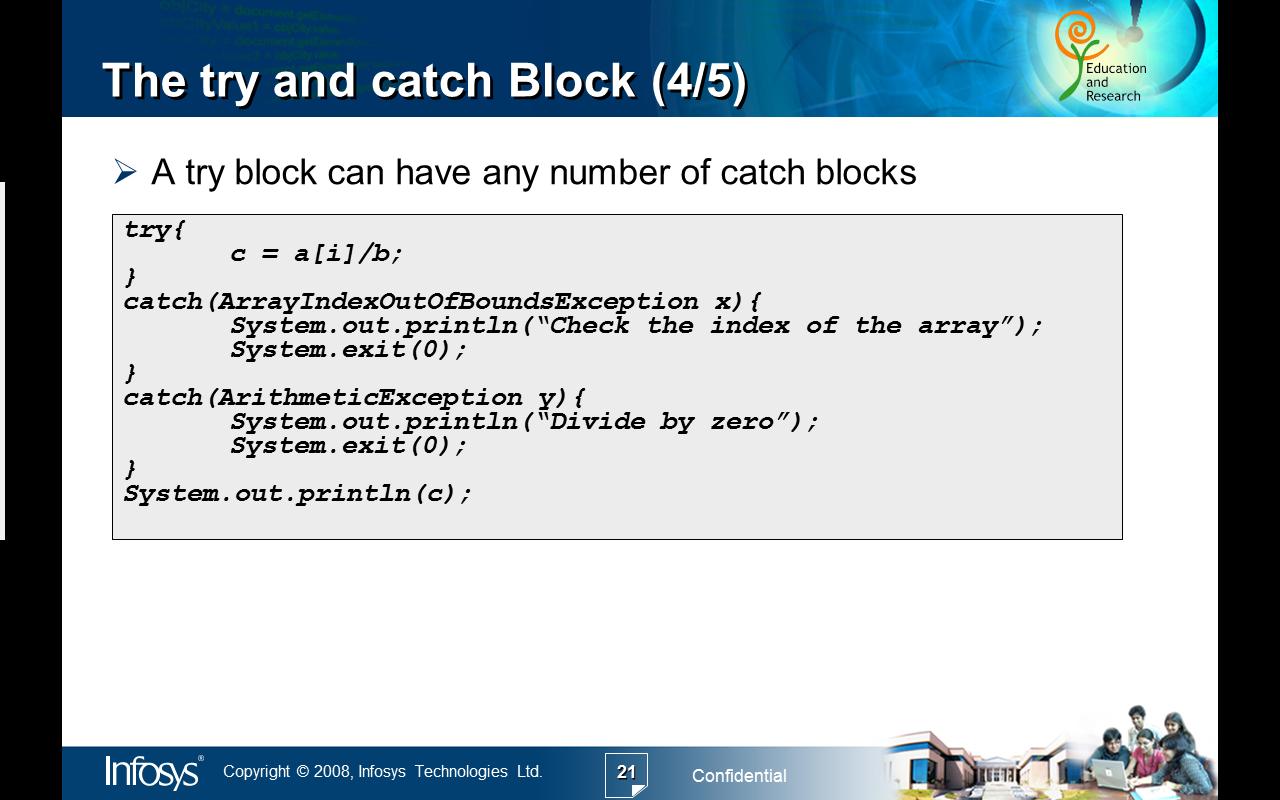 The try and catch Block (4/5)
Education
and
Research
A try block can have any number of catch blocks
try{
c = a[i]/b;
}
catch(ArrayIndexOutOfBoundsException x){
System.out.println(“Check the index of the array”);
System.exit(0);
}
catch(ArithmeticException y){
System.out.println(“Divide by zero”);
System.exit(0);
}
System.out.println(c);
Infosys®
Copyright © 2008, Infosys Technologies Ltd.
21
Confidential